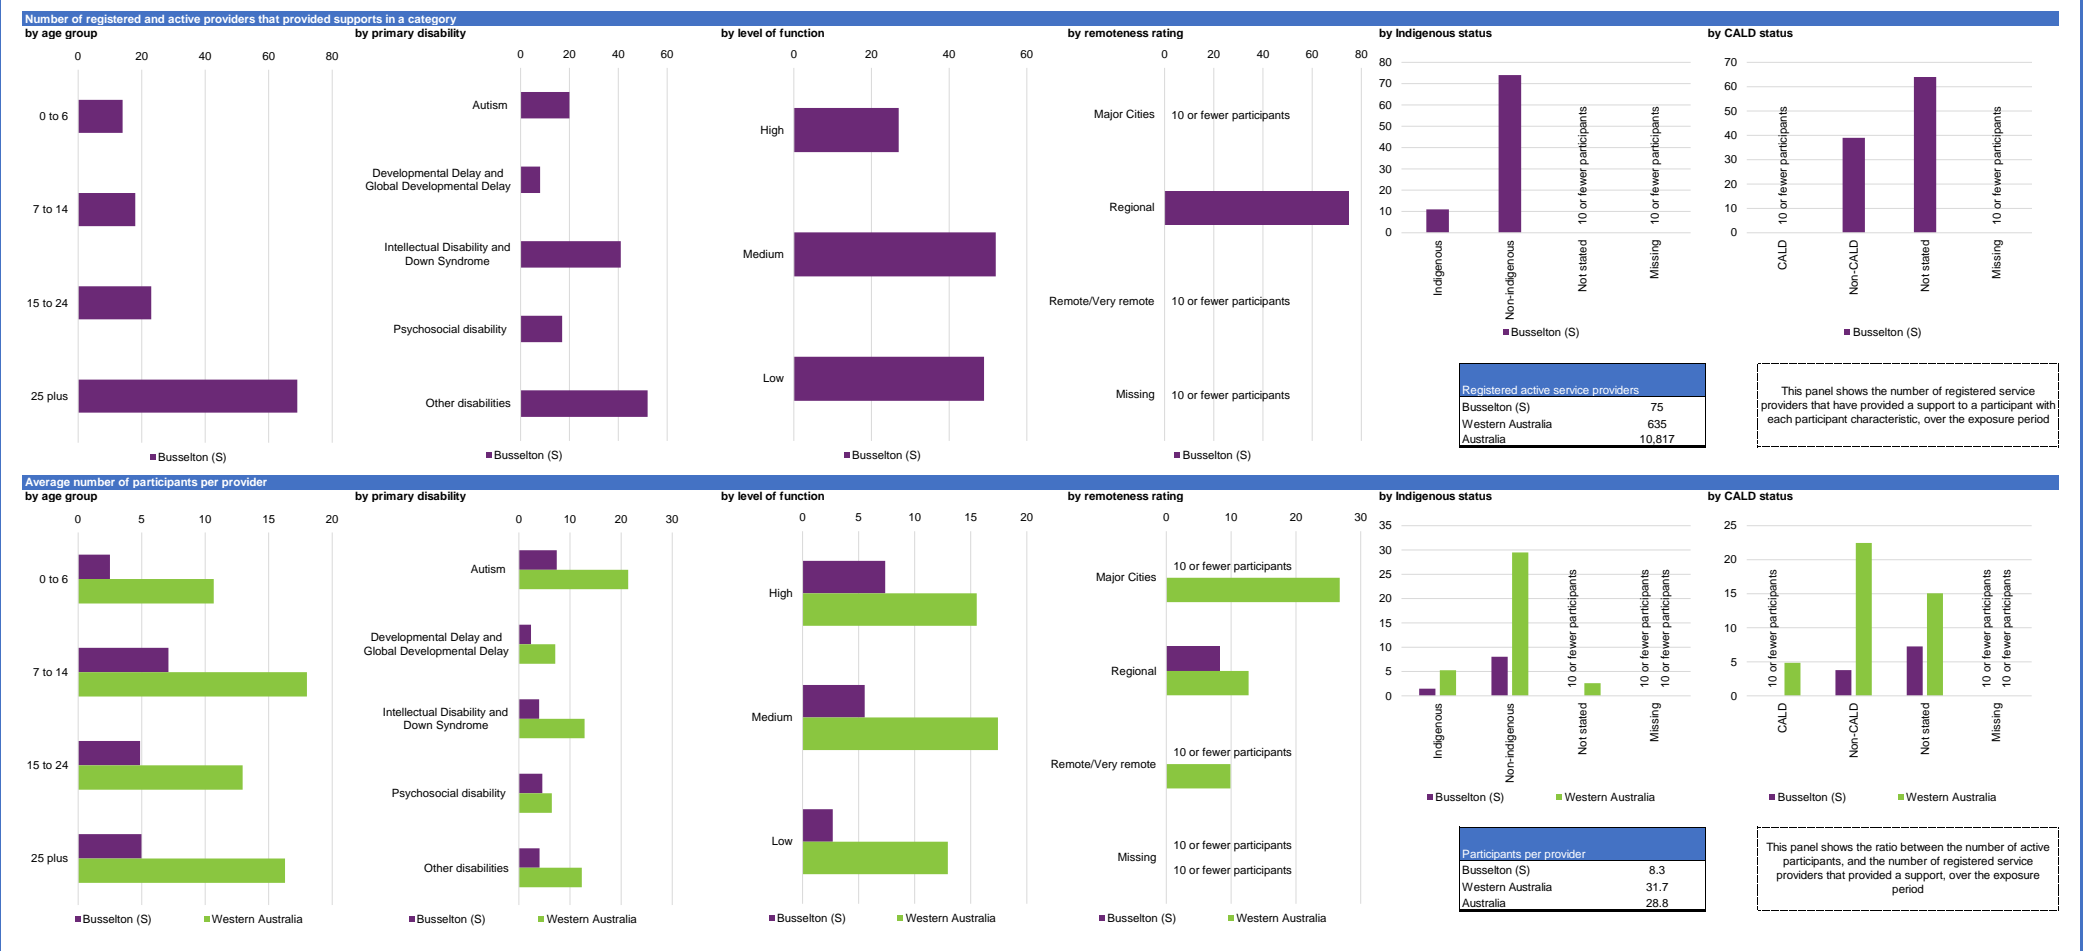 Number of registered and active providers that provided supports in a category
by age group
0 20 40 60 80
0 to 6
7 to 14
15 to 24
25 plus
Busselton (S)
by primary disability
0 20 40 60
Autism
Developmental Delay and
Global Developmental Delay
Intellectual Disability and
Down Syndrome
Psychosocial disability
Other disabilities
Busselton (S)
by level of function
0 20 40 60
High
Medium
Low
Busselton (S)
by remoteness rating
0 20 40 60 80
Major Cities 10 or fewer participants
Regional
Remote/Very remote 10 or fewer participants
Missing 10 or fewer participants
Busselton (S)
by Indigenous status
80
70
60
50
40
30
20
10
0
10 or fewer participants
10 or fewer participants
Indigenous
Non-indigenous
Not stated
Missing
Busselton (S)
by CALD status
70
60
50
40
30
20
10
0
10 or fewer participants
10 or fewer participants
CALD
Non-CALD
Not stated
Missing
Busselton (S)
Registered active service providers
Busselton (S) 75
Western Australia 635
Australia 10,817
This panel shows the number of registered service
providers that have provided a support to a participant with
each participant characteristic, over the exposure period
Average number of participants per provider
by age group
0 5 10 15 20
0 to 6
7 to 14
15 to 24
25 plus
Busselton (S) Western Australia
by primary disability
0 10 20 30
Autism
Developmental Delay and
Global Developmental Delay
Intellectual Disability and
Down Syndrome
Psychosocial disability
Other disabilities
Busselton (S) Western Australia
by level of function
0 5 10 15 20
High
Medium
Low
Busselton (S) Western Australia
by remoteness rating
0 10 20 30
10 or fewer participants
Major Cities
Regional
10 or fewer participants
Remote/Very remote
10 or fewer participants
Missing
10 or fewer participants
Busselton (S) Western Australia
by Indigenous status
35
30
25
20
15
10
5
0
10 or fewer participants
10 or fewer participants
10 or fewer participants
Indigenous
Non-indigenous
Not stated
Missing
Busselton (S) Western Australia
by CALD status
25
20
15
10
5
0
10 or fewer participants
10 or fewer participants
10 or fewer participants
CALD
Non-CALD
Not stated
Missing
Busselton (S) Western Australia
Participants per provider
Busselton (S) 8.3
Western Australia 31.7
Australia 28.8
This panel shows the ratio between the number of active
participants, and the number of registered service
providers that provided a support, over the exposure
period